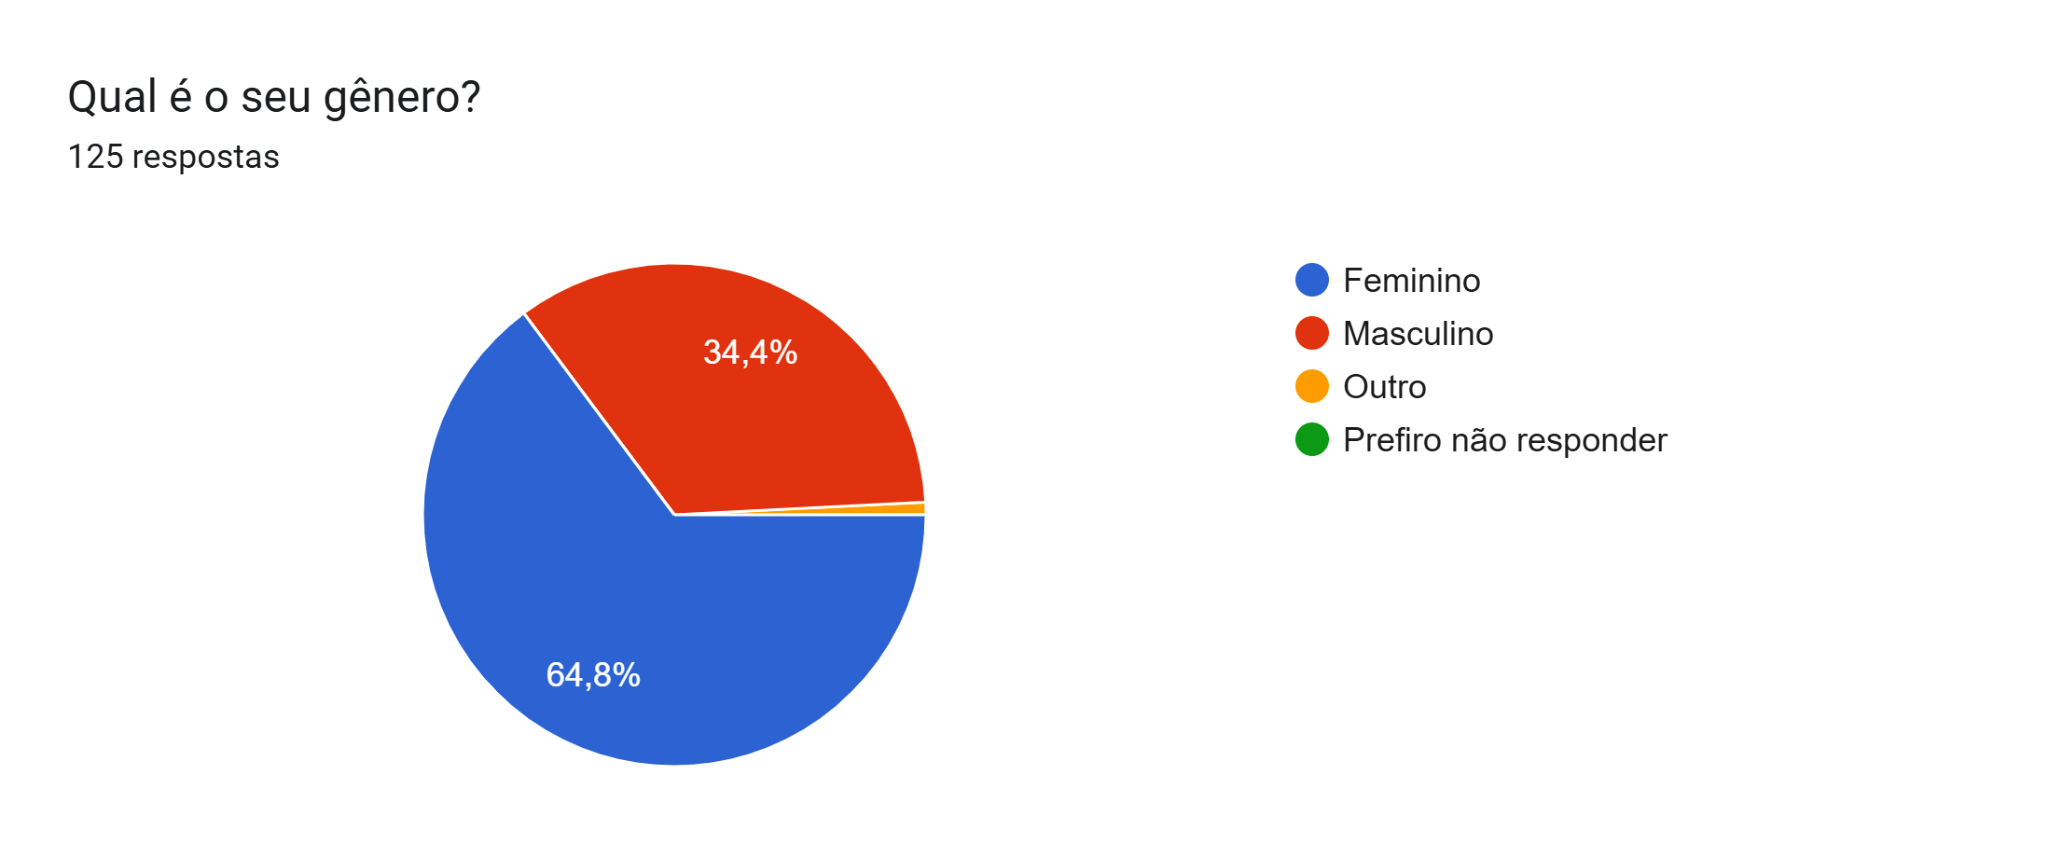 Qual é o seu gênero?
125 respostas
34,4%
64,8%
Feminino
Masculino
Outro
Prefiro não responder